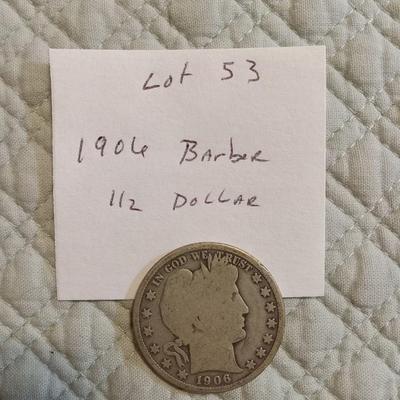 Lot 53
1906 Barber
1/2 Dollar
IN GOD WE TRUST
1906